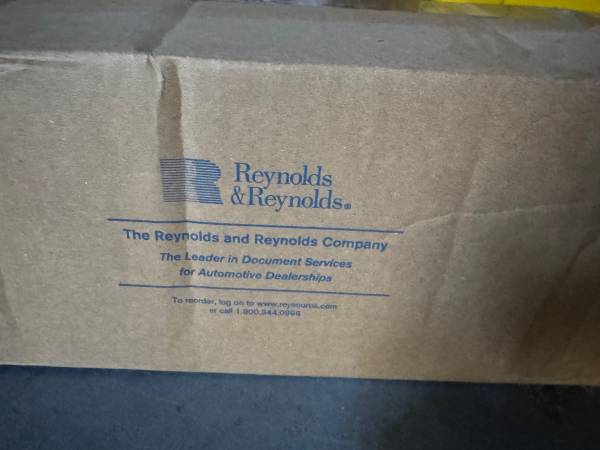 Reynolds
&Reynolds®
The Reynolds and Reynolds Company
The Leader in Document Services
for Automotive Dealerships
To reorder, log on to www.reysource.com
or call 1.800.344.0996